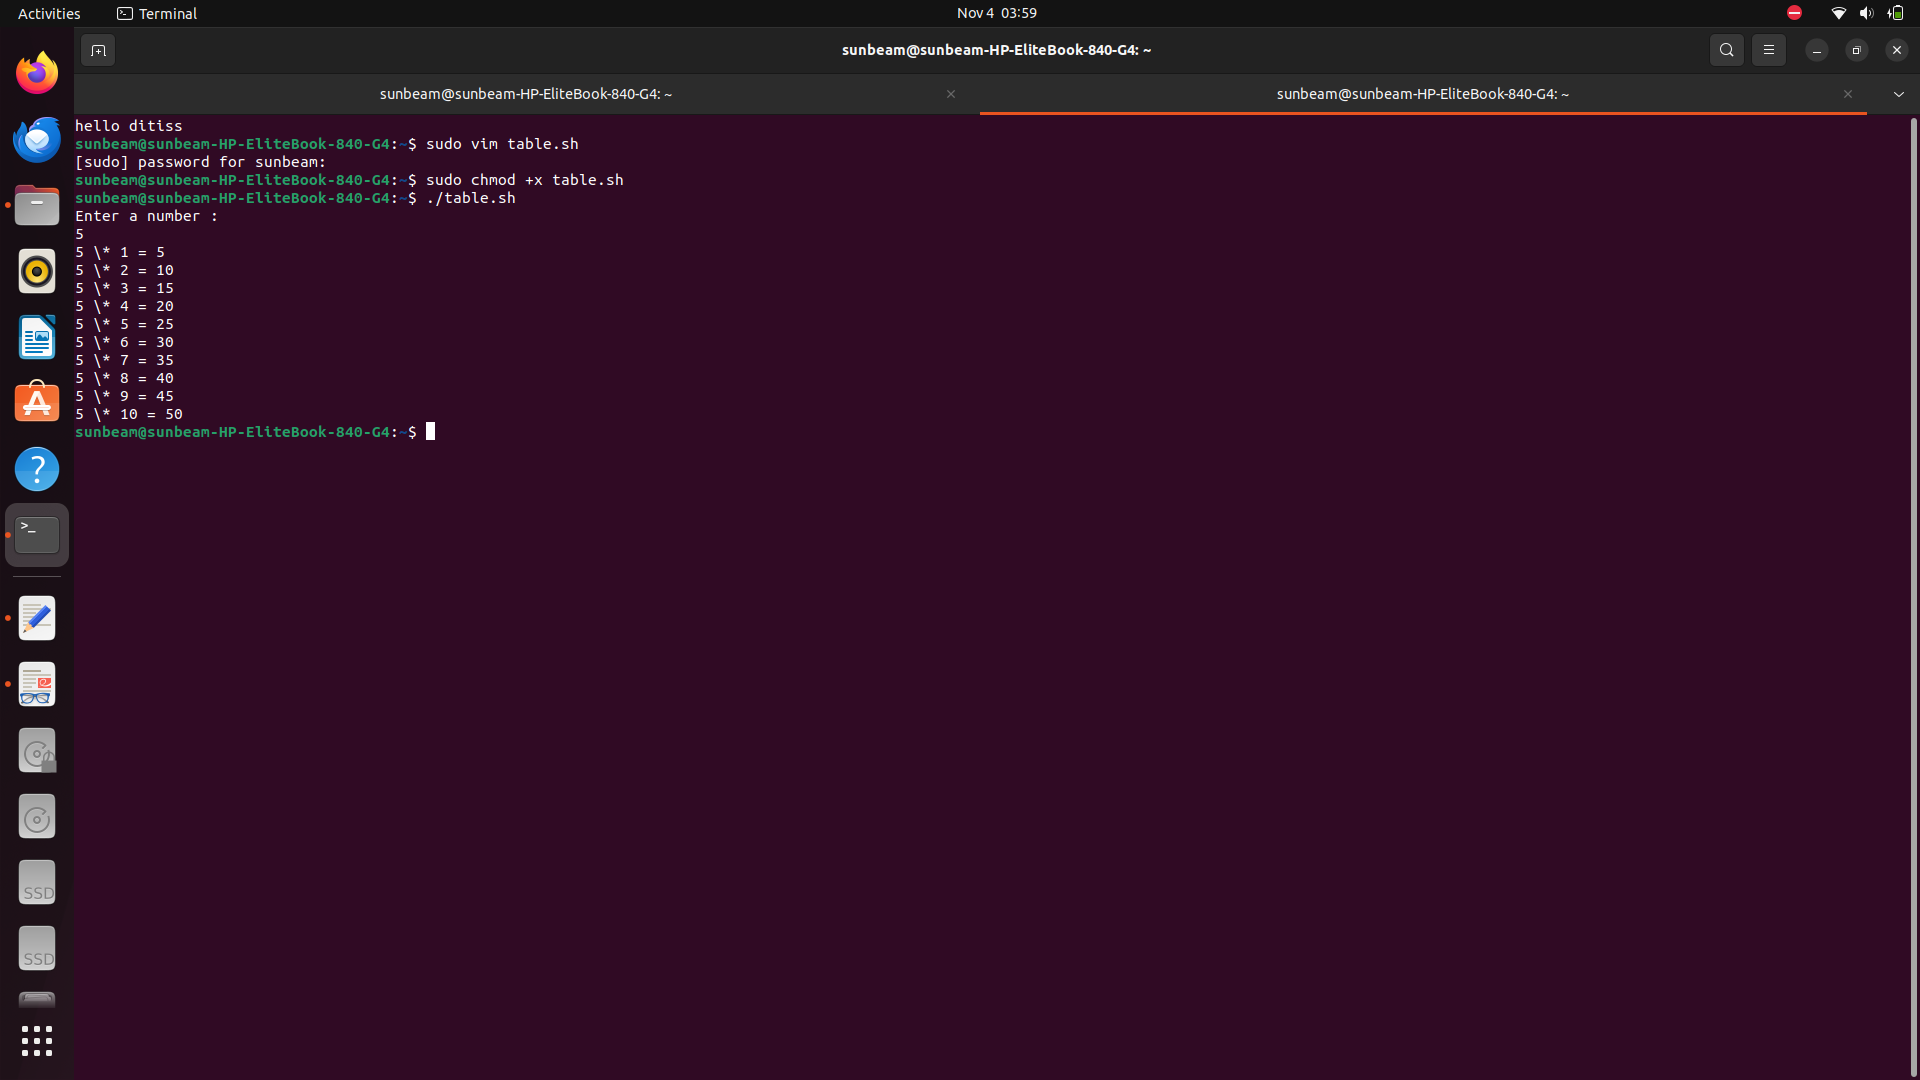 Activities
Terminal
Nov 4 03:59
sunbeam@sunbeam-HP-EliteBook-840-G4: ~
sunbeam@sunbeam-HP-EliteBook-840-G4: ~
sunbeam@sunbeam-HP-EliteBook-840-G4: ~
hello ditiss
sunbeam@sunbeam-HP-EliteBook-840-G4:~$ sudo vim table.sh
[sudo] password for sunbeam:
sunbeam@sunbeam-HP-EliteBook-840-G4:~$ sudo chmod +x table.sh
sunbeam@sunbeam-HP-EliteBook-840-G4:~$ ./table.sh
Enter a number :
5
5 \* 1 = 5
5 \* 2 = 10
5 \* 3 = 15
5 \* 4 = 20
5 \* 5 = 25
5 \* 6 = 30
5 \* 7 = 35
5 \* 8 = 40
5 \* 9 = 45
5 \* 10 = 50
sunbeam@sunbeam-HP-EliteBook-840-G4:~$
SSD
SSD